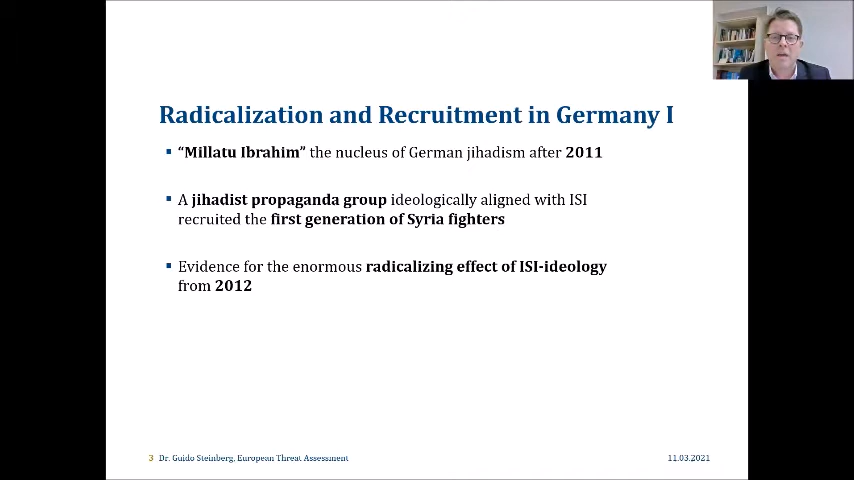 Radicalization and Recruitment in Germany I
▪ “Millatu Ibrahim” the nucleus of German jihadism after 2011
▪ A jihadist propaganda group ideologically aligned with ISI
recruited the first generation of Syria fighters
▪ Evidence for the enormous radicalizing effect of ISI-ideology
from 2012
3 Dr. Guido Steinberg, European Threat Assessment
11.03.2021